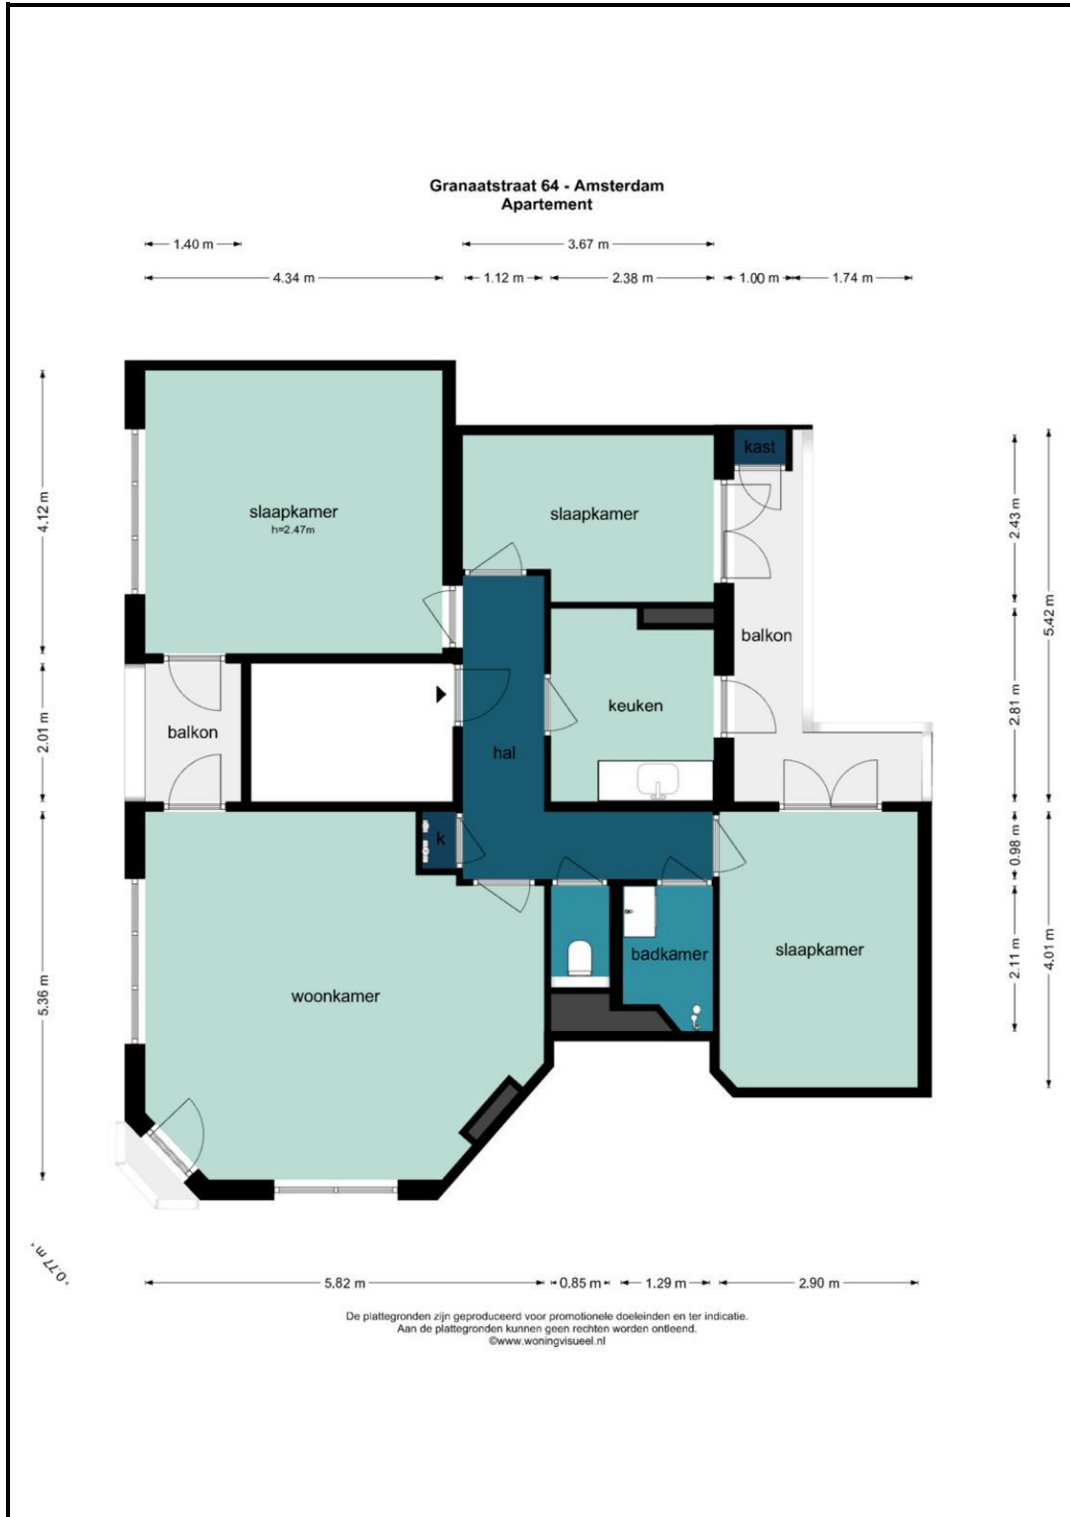 Granaatstraat 64 - Amsterdam
Apartement
1.40 m
3.67 m
4.34 m
1.12 m
2.38 m
1.00 m
1.74 m
4.12 m
2.01 m
5.36 m
0.77 m
slaapkamer
h=2.47m
slaapkamer
kast
balkon
keuken
balkon
hal
k
woonkamer
badkamer
slaapkamer
2.43 m
2.81 m
0.98 m
2.11 m
5.42 m
4.01 m
5.82 m
0.85 m
1.29 m
2.90 m
De plattegronden zijn geproduceerd voor promotionele doeleinden en ter indicatie.
Aan de plattegronden kunnen geen rechten worden ontleend.
©www.woningvisueel.nl